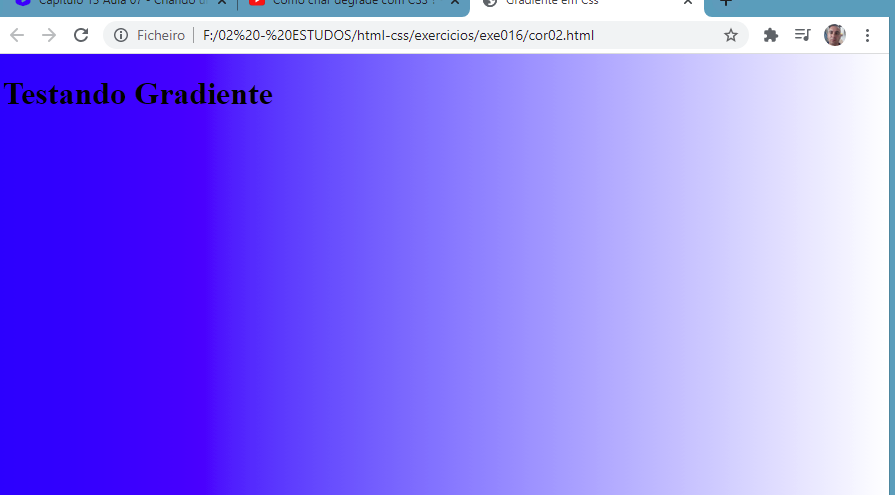 Capítulo 15 Aula 07 - Criando u
Como criar degradê com CSS
Gradiente em Css
Ficheiro
F:/02%20-%20ESTUDOS/html-css/exercicios/exe016/cor02.html
Testando Gradiente